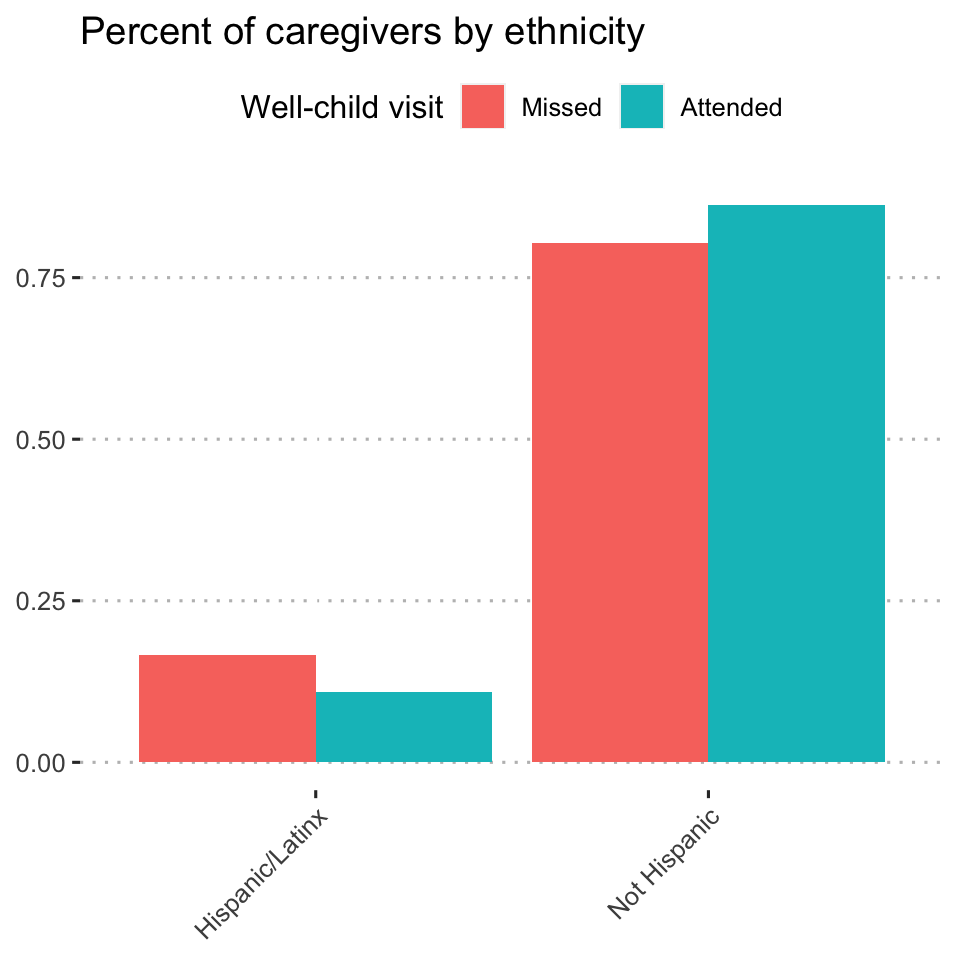 Percent of caregivers by ethnicity
Well-child visit Missed Attended
0.75
0.50
0.25
0.00
Hispanic/Latinx
Not Hispanic